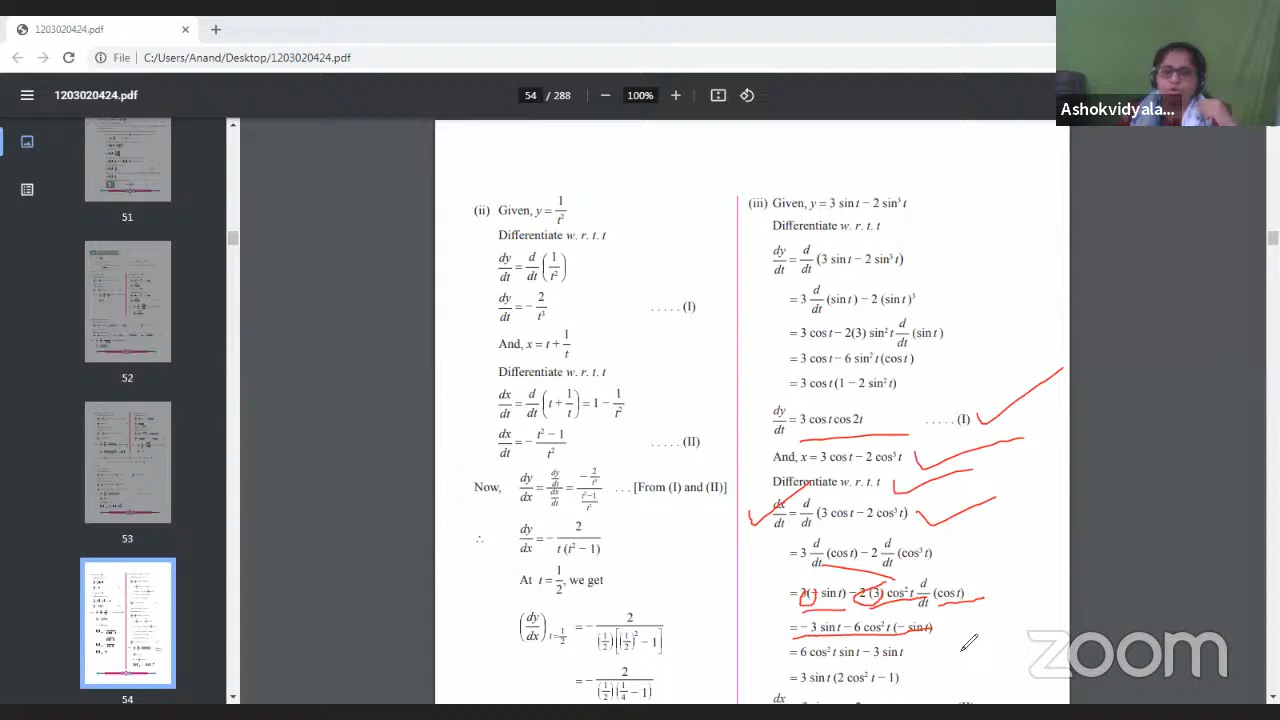 1203020424.pdf
File C:/Users/Anand/Desktop/1203020424.pdf
1203020424.pdf
54 / 288
100%
Ashokvidyala...
51
52
53
54
(ii) Given, y = 1/t²
Differentiate w. r. t. t
dy/dt = d/dt (1/t²)
dy/dt = − 2/t³ . . . . . (I)
And, x = t + 1/t
Differentiate w. r. t. t
dx/dt = d/dt (t + 1/t) = 1 − 1/t²
dx/dt = − t² − 1/t² . . . . . (II)
Now, dy/dx = (dy/dt)/(dx/dt) = (−2/t³)/((t²−1)/t²) . . . [From (I) and (II)]
∴ dy/dx = − 2/t (t² − 1)
At t = 1/2, we get
(dy/dx) t=1/2 = − 2/(1/2)[(1/2)² − 1]
= − 2/(1/2)(1/4 − 1)
(iii) Given, y = 3 sin t − 2 sin³ t
Differentiate w. r. t. t
dy/dt = d/dt (3 sin t − 2 sin³ t)
= 3 d/dt (sin t) − 2 (sin t)³
= 3 cos t − 2(3) sin² t d/dt (sin t)
= 3 cos t − 6 sin² t (cos t)
= 3 cos t (1 − 2 sin² t)
dy/dt = 3 cos t cos 2t . . . . . (I)
And, x = 3 cos t − 2 cos³ t
Differentiate w. r. t. t
dx/dt = d/dt (3 cos t − 2 cos³ t)
= 3 d/dt (cos t) − 2 d/dt (cos³ t)
= 3(− sin t) − 2 (3) cos² t d/dt (cos t)
= − 3 sin t − 6 cos² t (− sin t)
= 6 cos² t sin t − 3 sin t
= 3 sin t (2 cos² t − 1)
dx
zoom